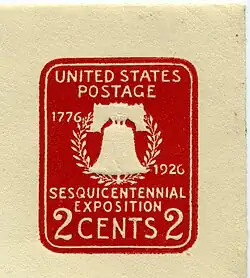 UNITED STATES
POSTAGE
1776
1926
SESQUICENTENNIAL
EXPOSITION
2 CENTS 2